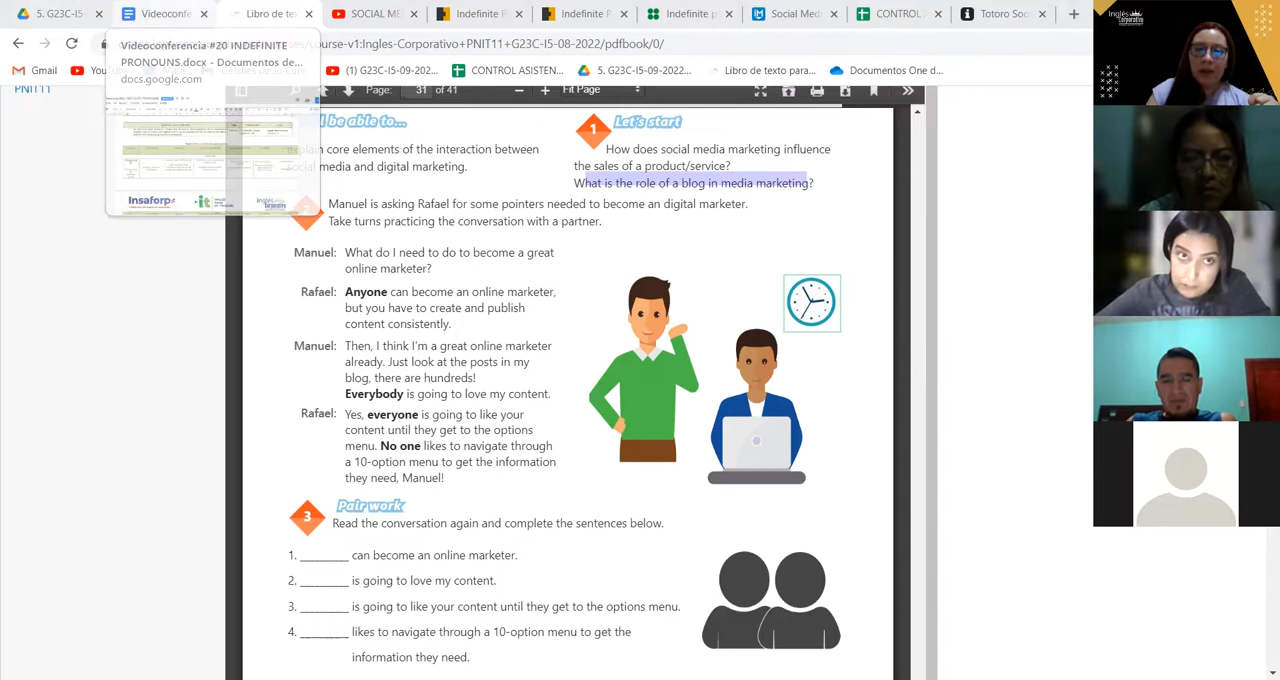 5. G23C-I5-
Videoconfe
Libro de te
SOCIAL ME
Indefinite P
Indefinite P
Indefinite p
Social Med
CONTROL A
Totoro Soo
es/course-v1:Ingles-Corporativo+PNIT11+G23C-I5-08-2022/pdfbook/0/
Videoconferencia #20 INDEFINITE
PRONOUNS.docx - Documentos de...
docs.google.com
Gmail
(1) G23C-I5-09-202...
CONTROL ASISTEN...
5. G23C-I5-09-202...
Libro de texto para...
Documentos One d...
PNIT11
Page: 31 of 41
Fit Page
l be able to...
1
Let's start
core elements of the interaction between
media and digital marketing.
How does social media marketing influence
the sales of a product/service?
What is the role of a blog in media marketing?
Manuel is asking Rafael for some pointers needed to become an digital marketer.
Take turns practicing the conversation with a partner.
Manuel: What do I need to do to become a great
online marketer?
Rafael: Anyone can become an online marketer,
but you have to create and publish
content consistently.
Manuel: Then, I think I'm a great online marketer
already. Just look at the posts in my
blog, there are hundreds!
Everybody is going to love my content.
Rafael: Yes, everyone is going to like your
content until they get to the options
menu. No one likes to navigate through
a 10-option menu to get the information
they need, Manuel!
3
Pair work
Read the conversation again and complete the sentences below.
1. ________ can become an online marketer.
2. ________ is going to love my content.
3. ________ is going to like your content until they get to the options menu.
4. ________ likes to navigate through a 10-option menu to get the
information they need.
Insaforp
it
Inglés Corporativo
Inglés Corporativo